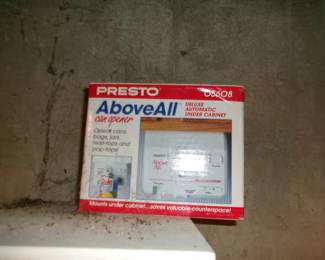 PRESTO®
05608
AboveAll™
can opener
DELUXE
AUTOMATIC
UNDER CABINET
Opens cans,
bags, jars,
twist-tops and
pop-tops!
Mounts under cabinet...saves valuable counterspace!